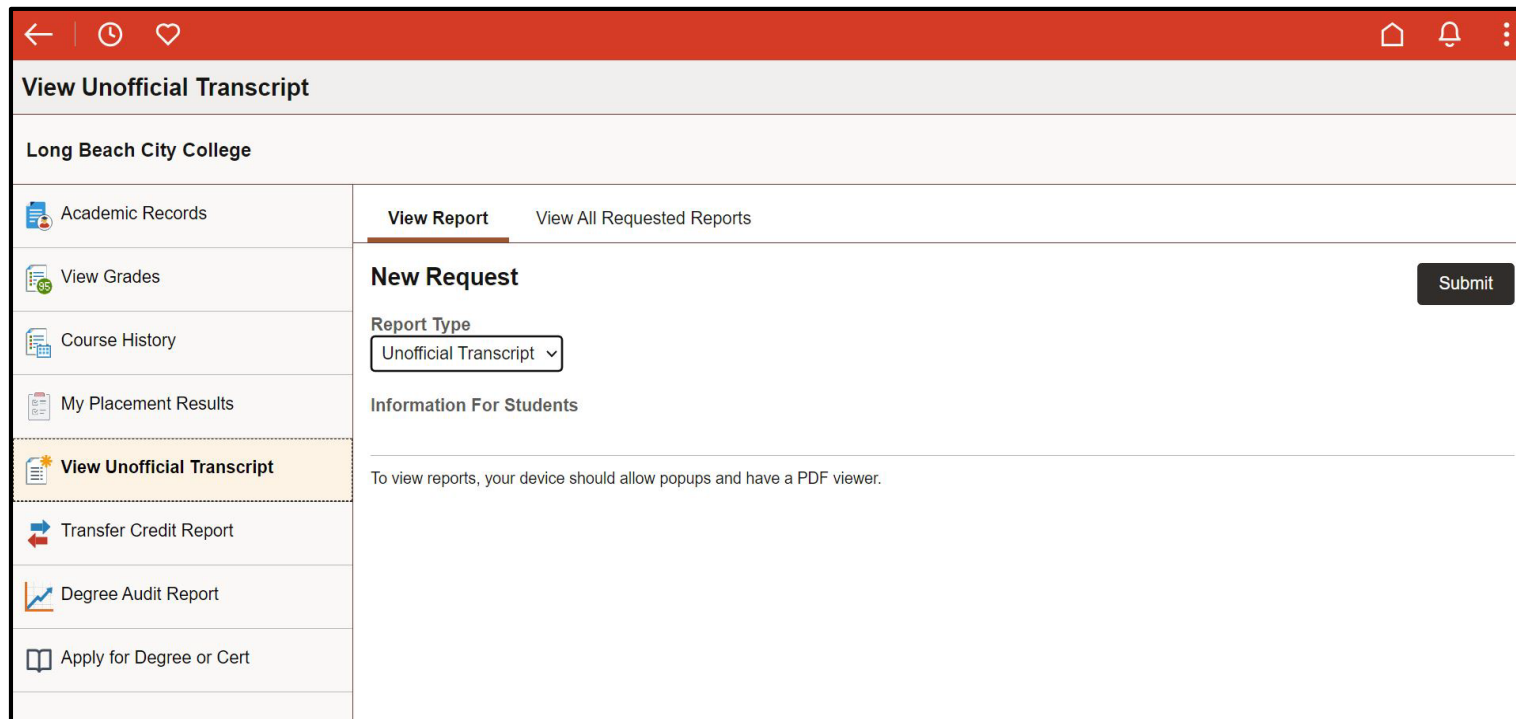 View Unofficial Transcript
Long Beach City College
Academic Records
View Grades
95
Course History
My Placement Results
View Unofficial Transcript
Transfer Credit Report
Degree Audit Report
Apply for Degree or Cert
View Report View All Requested Reports
New Request
Submit
Report Type
Unofficial Transcript
Information For Students
To view reports, your device should allow popups and have a PDF viewer.